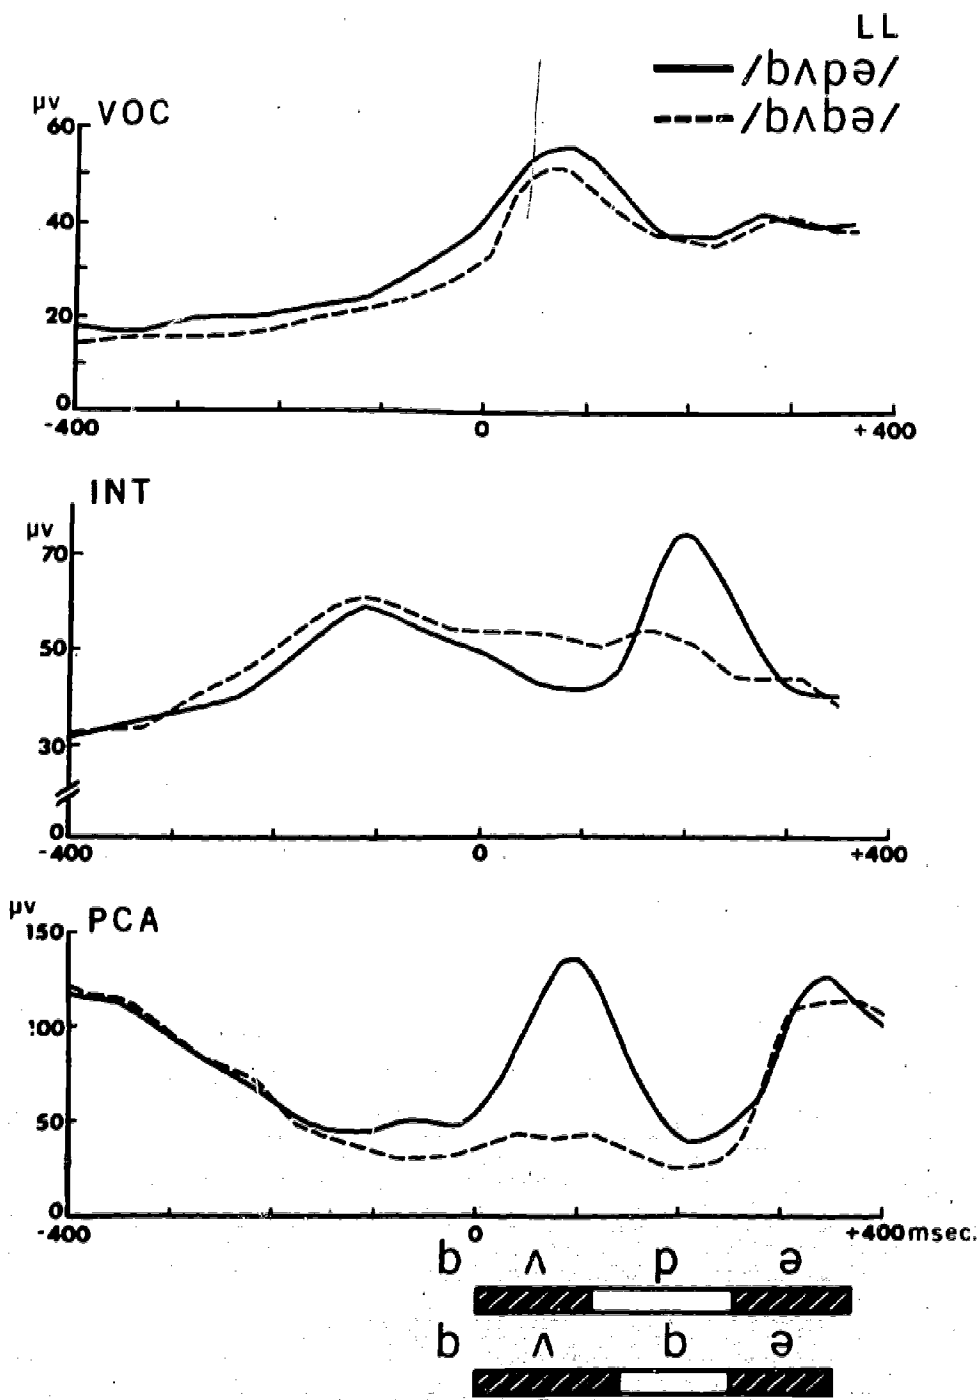 LL
/bʌpə/
/bʌbə/
μv VOC
60
40
20
0
-400 0 +400
INT
μv
70
50
30
0
-400 0 +400
μv PCA
150
100
50
0
-400 0 +400 msec.
b ʌ p ə
b ʌ b ə